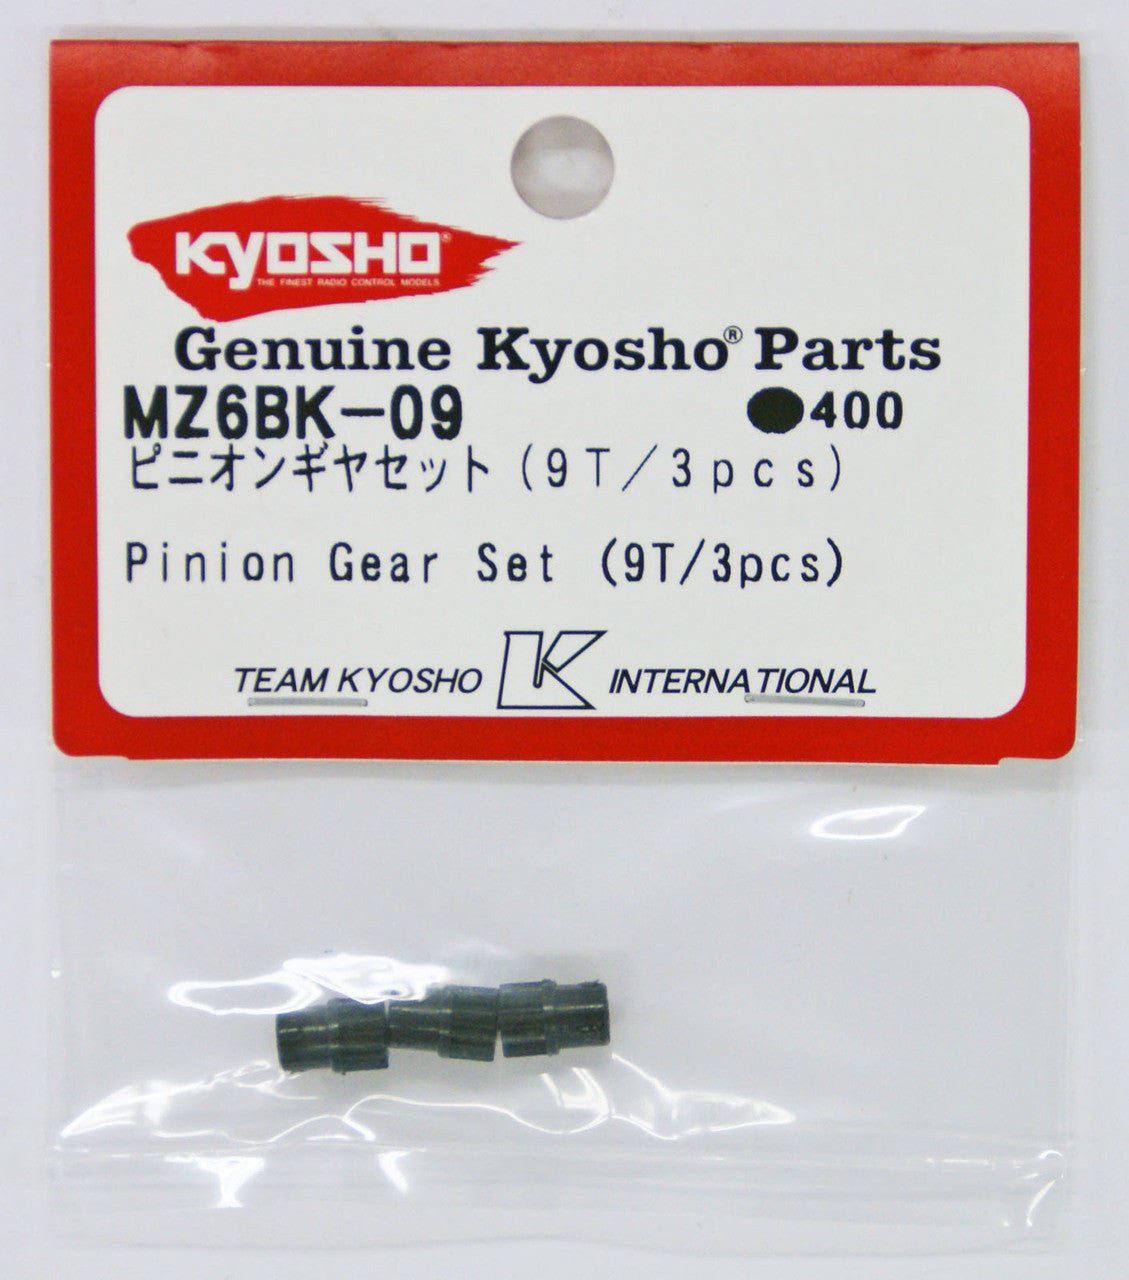 KYOSHO®
THE FINEST RADIO CONTROL MODELS
Genuine Kyosho® Parts
MZ6BK-09 ●400
ピニオンギヤセット(9T/3pcs)
Pinion Gear Set (9T/3pcs)
TEAM KYOSHO K INTERNATIONAL